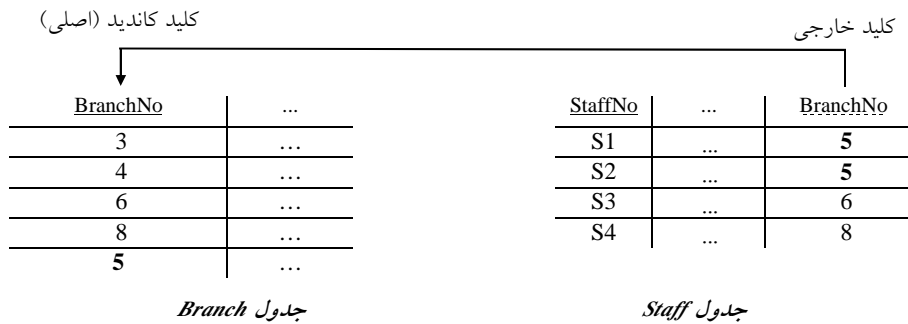 کلید کاندید (اصلی)
کلید خارجی
BranchNo ...
3 ...
4 ...
6 ...
8 ...
5 ...
StaffNo ... BranchNo
S1 ... 5
S2 ... 5
S3 ... 6
S4 ... 8
جدول Branch
جدول Staff